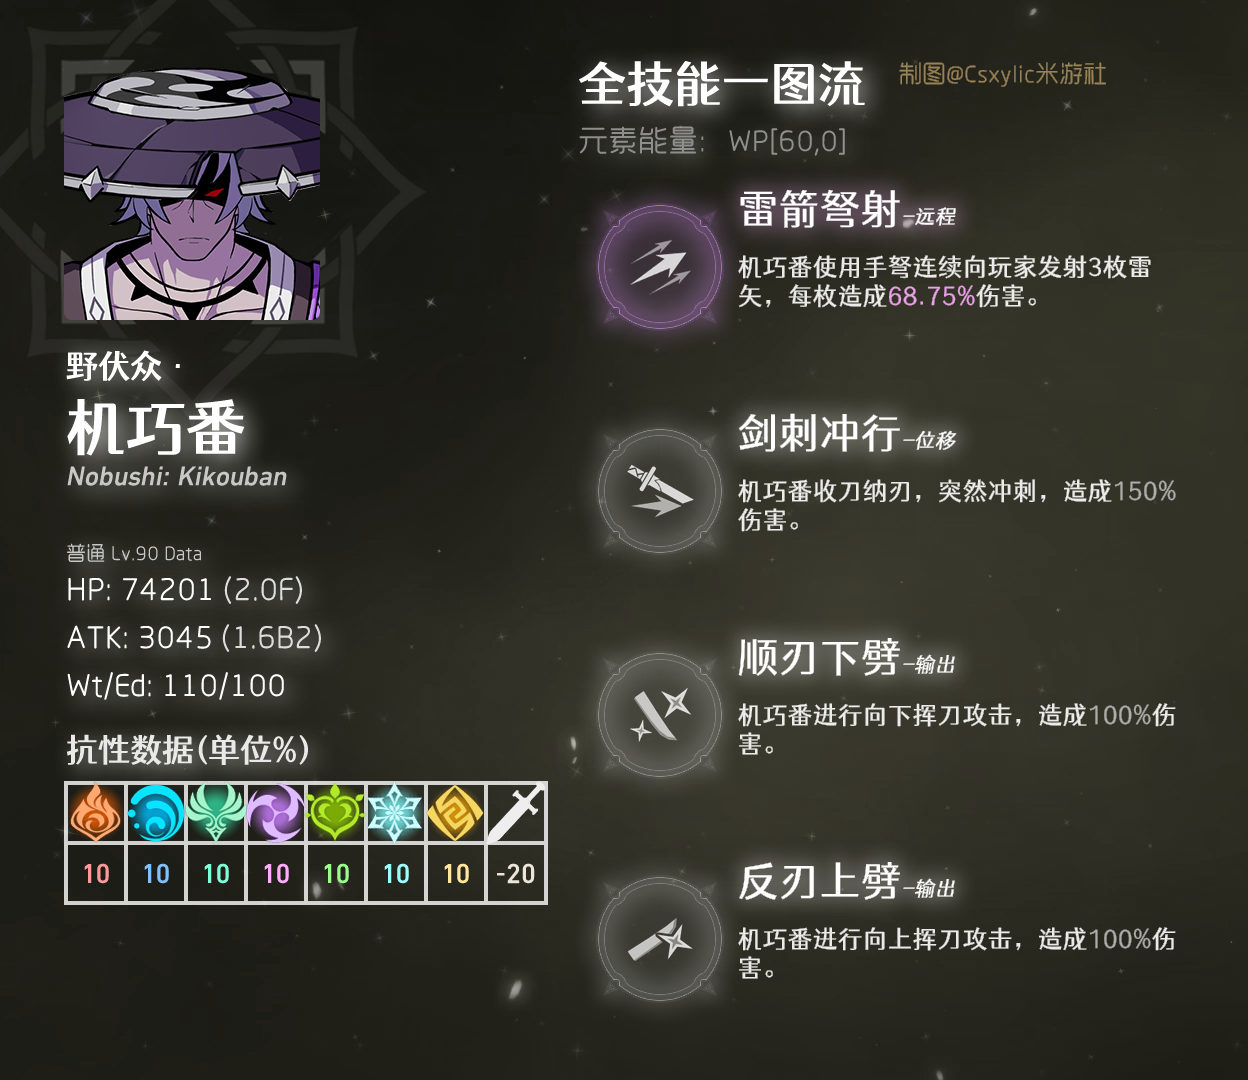 全技能一图流
制图@Csxylic米游社
元素能量: WP[60,0]
雷箭弩射-远程
机巧番使用手弩连续向玩家发射3枚雷
矢，每枚造成68.75%伤害。
野伏众·
机巧番
Nobushi: Kikouban
剑刺冲行-位移
机巧番收刀纳刃，突然冲刺，造成150%
伤害。
普通 Lv.90 Data
HP: 74201 (2.0F)
ATK: 3045 (1.6B2)
Wt/Ed: 110/100
顺刃下劈-输出
机巧番进行向下挥刀攻击，造成100%伤
害。
抗性数据(单位%)
10 10 10 10 10 10 10 -20
反刃上劈-输出
机巧番进行向上挥刀攻击，造成100%伤
害。